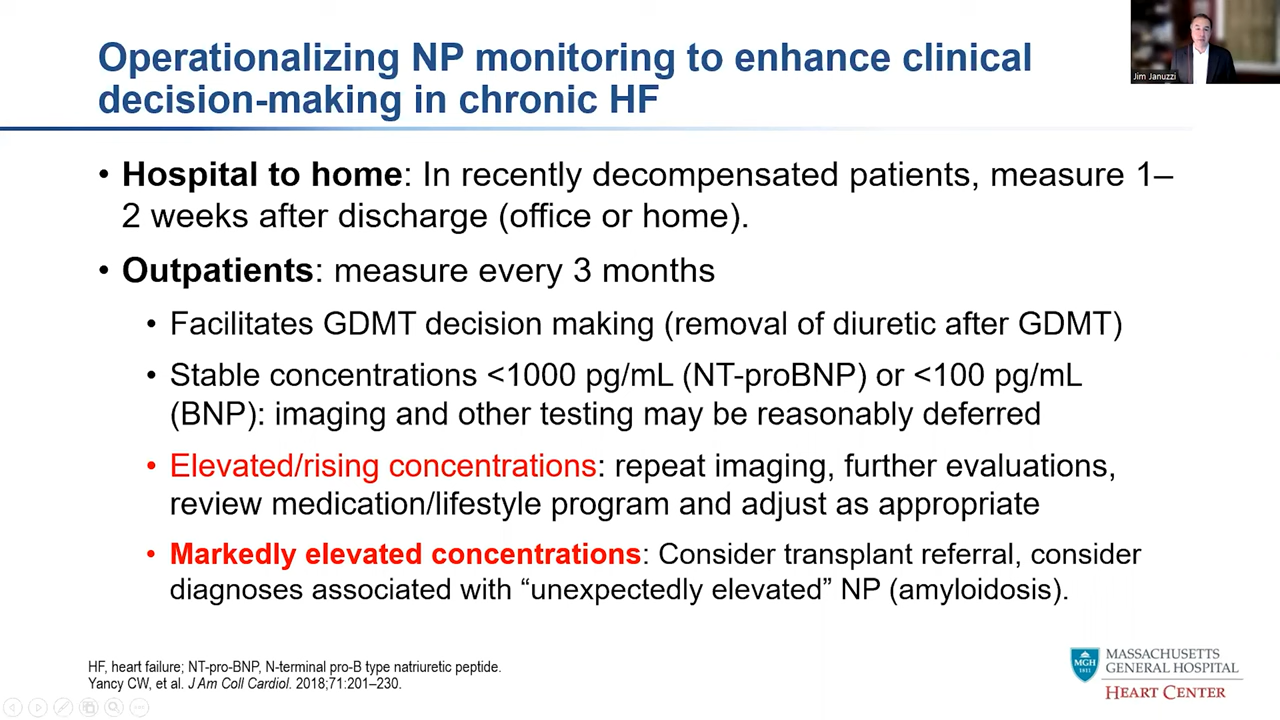 Operationalizing NP monitoring to enhance clinical
decision-making in chronic HF
Jim Januzzi
• Hospital to home: In recently decompensated patients, measure 1–
2 weeks after discharge (office or home).
• Outpatients: measure every 3 months
• Facilitates GDMT decision making (removal of diuretic after GDMT)
• Stable concentrations <1000 pg/mL (NT-proBNP) or <100 pg/mL
(BNP): imaging and other testing may be reasonably deferred
• Elevated/rising concentrations: repeat imaging, further evaluations,
review medication/lifestyle program and adjust as appropriate
• Markedly elevated concentrations: Consider transplant referral, consider
diagnoses associated with “unexpectedly elevated” NP (amyloidosis).
HF, heart failure; NT-pro-BNP, N-terminal pro-B type natriuretic peptide.
Yancy CW, et al. J Am Coll Cardiol. 2018;71:201–230.
MGH
1811
MASSACHUSETTS
GENERAL HOSPITAL
HEART CENTER